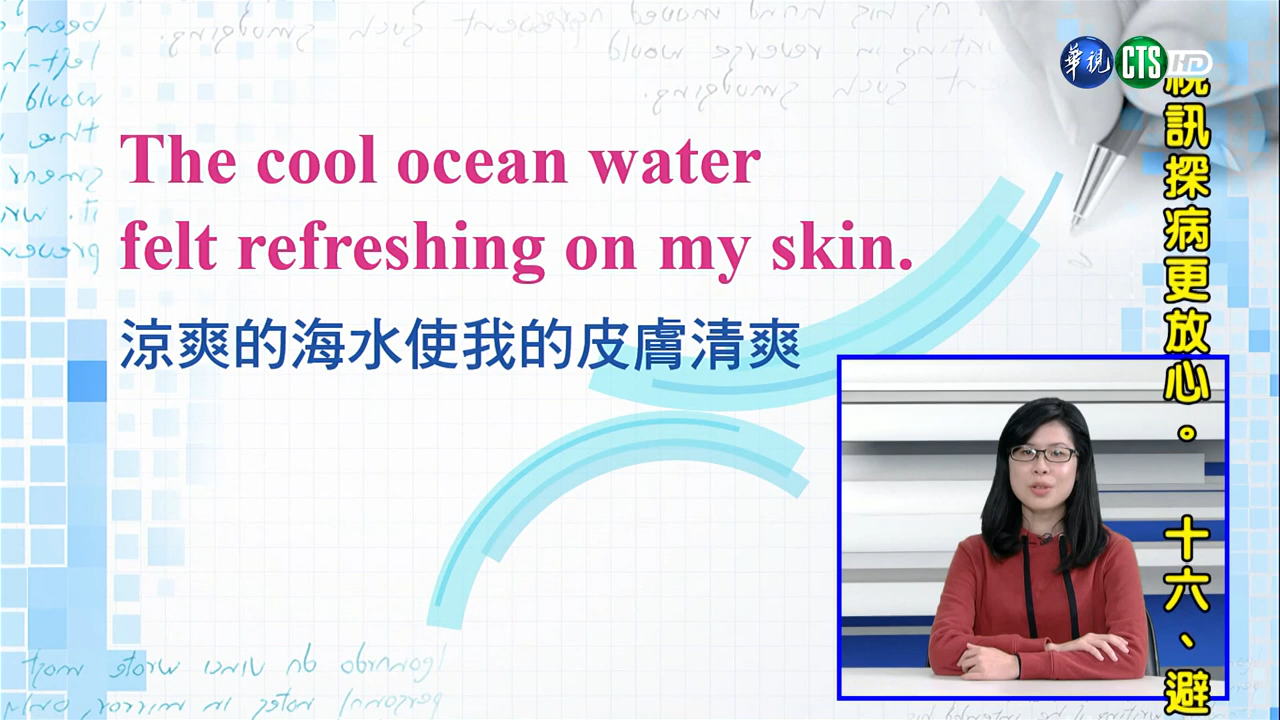 華視 CTS HD
The cool ocean water
felt refreshing on my skin.
涼爽的海水使我的皮膚清爽
視訊探病更放心。 十六、避